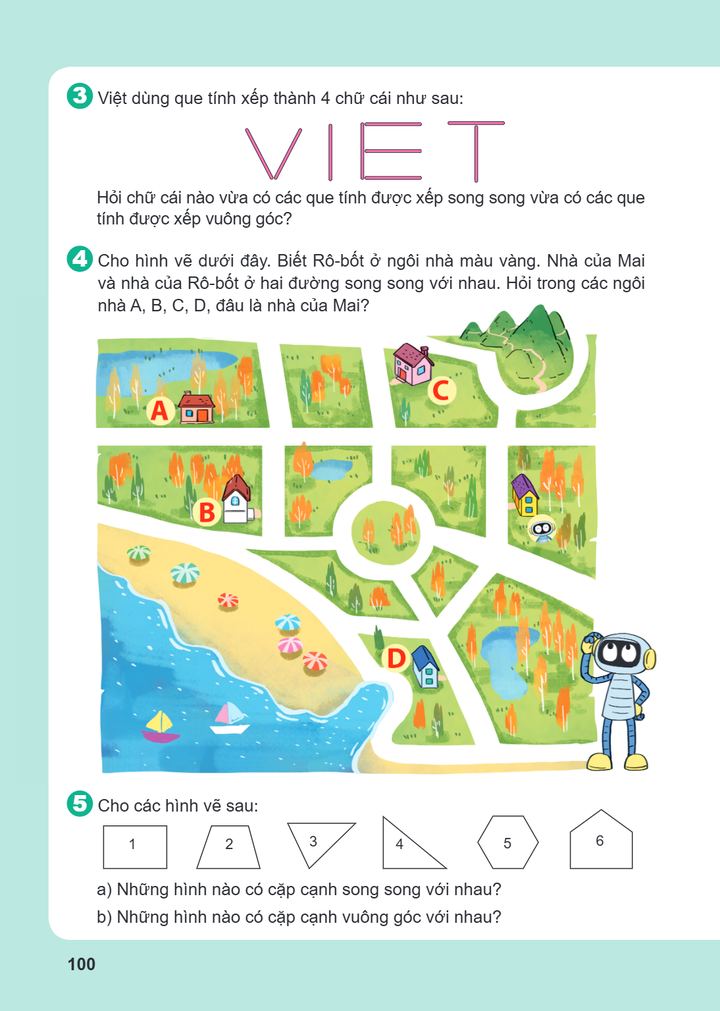 3 Việt dùng que tính xếp thành 4 chữ cái như sau:
VIET
Hỏi chữ cái nào vừa có các que tính được xếp song song vừa có các que
tính được xếp vuông góc?
4 Cho hình vẽ dưới đây. Biết Rô-bốt ở ngôi nhà màu vàng. Nhà của Mai
và nhà của Rô-bốt ở hai đường song song với nhau. Hỏi trong các ngôi
nhà A, B, C, D, đâu là nhà của Mai?
C
A
B
D
5 Cho các hình vẽ sau:
1 2 3 4 5 6
a) Những hình nào có cặp cạnh song song với nhau?
b) Những hình nào có cặp cạnh vuông góc với nhau?
100